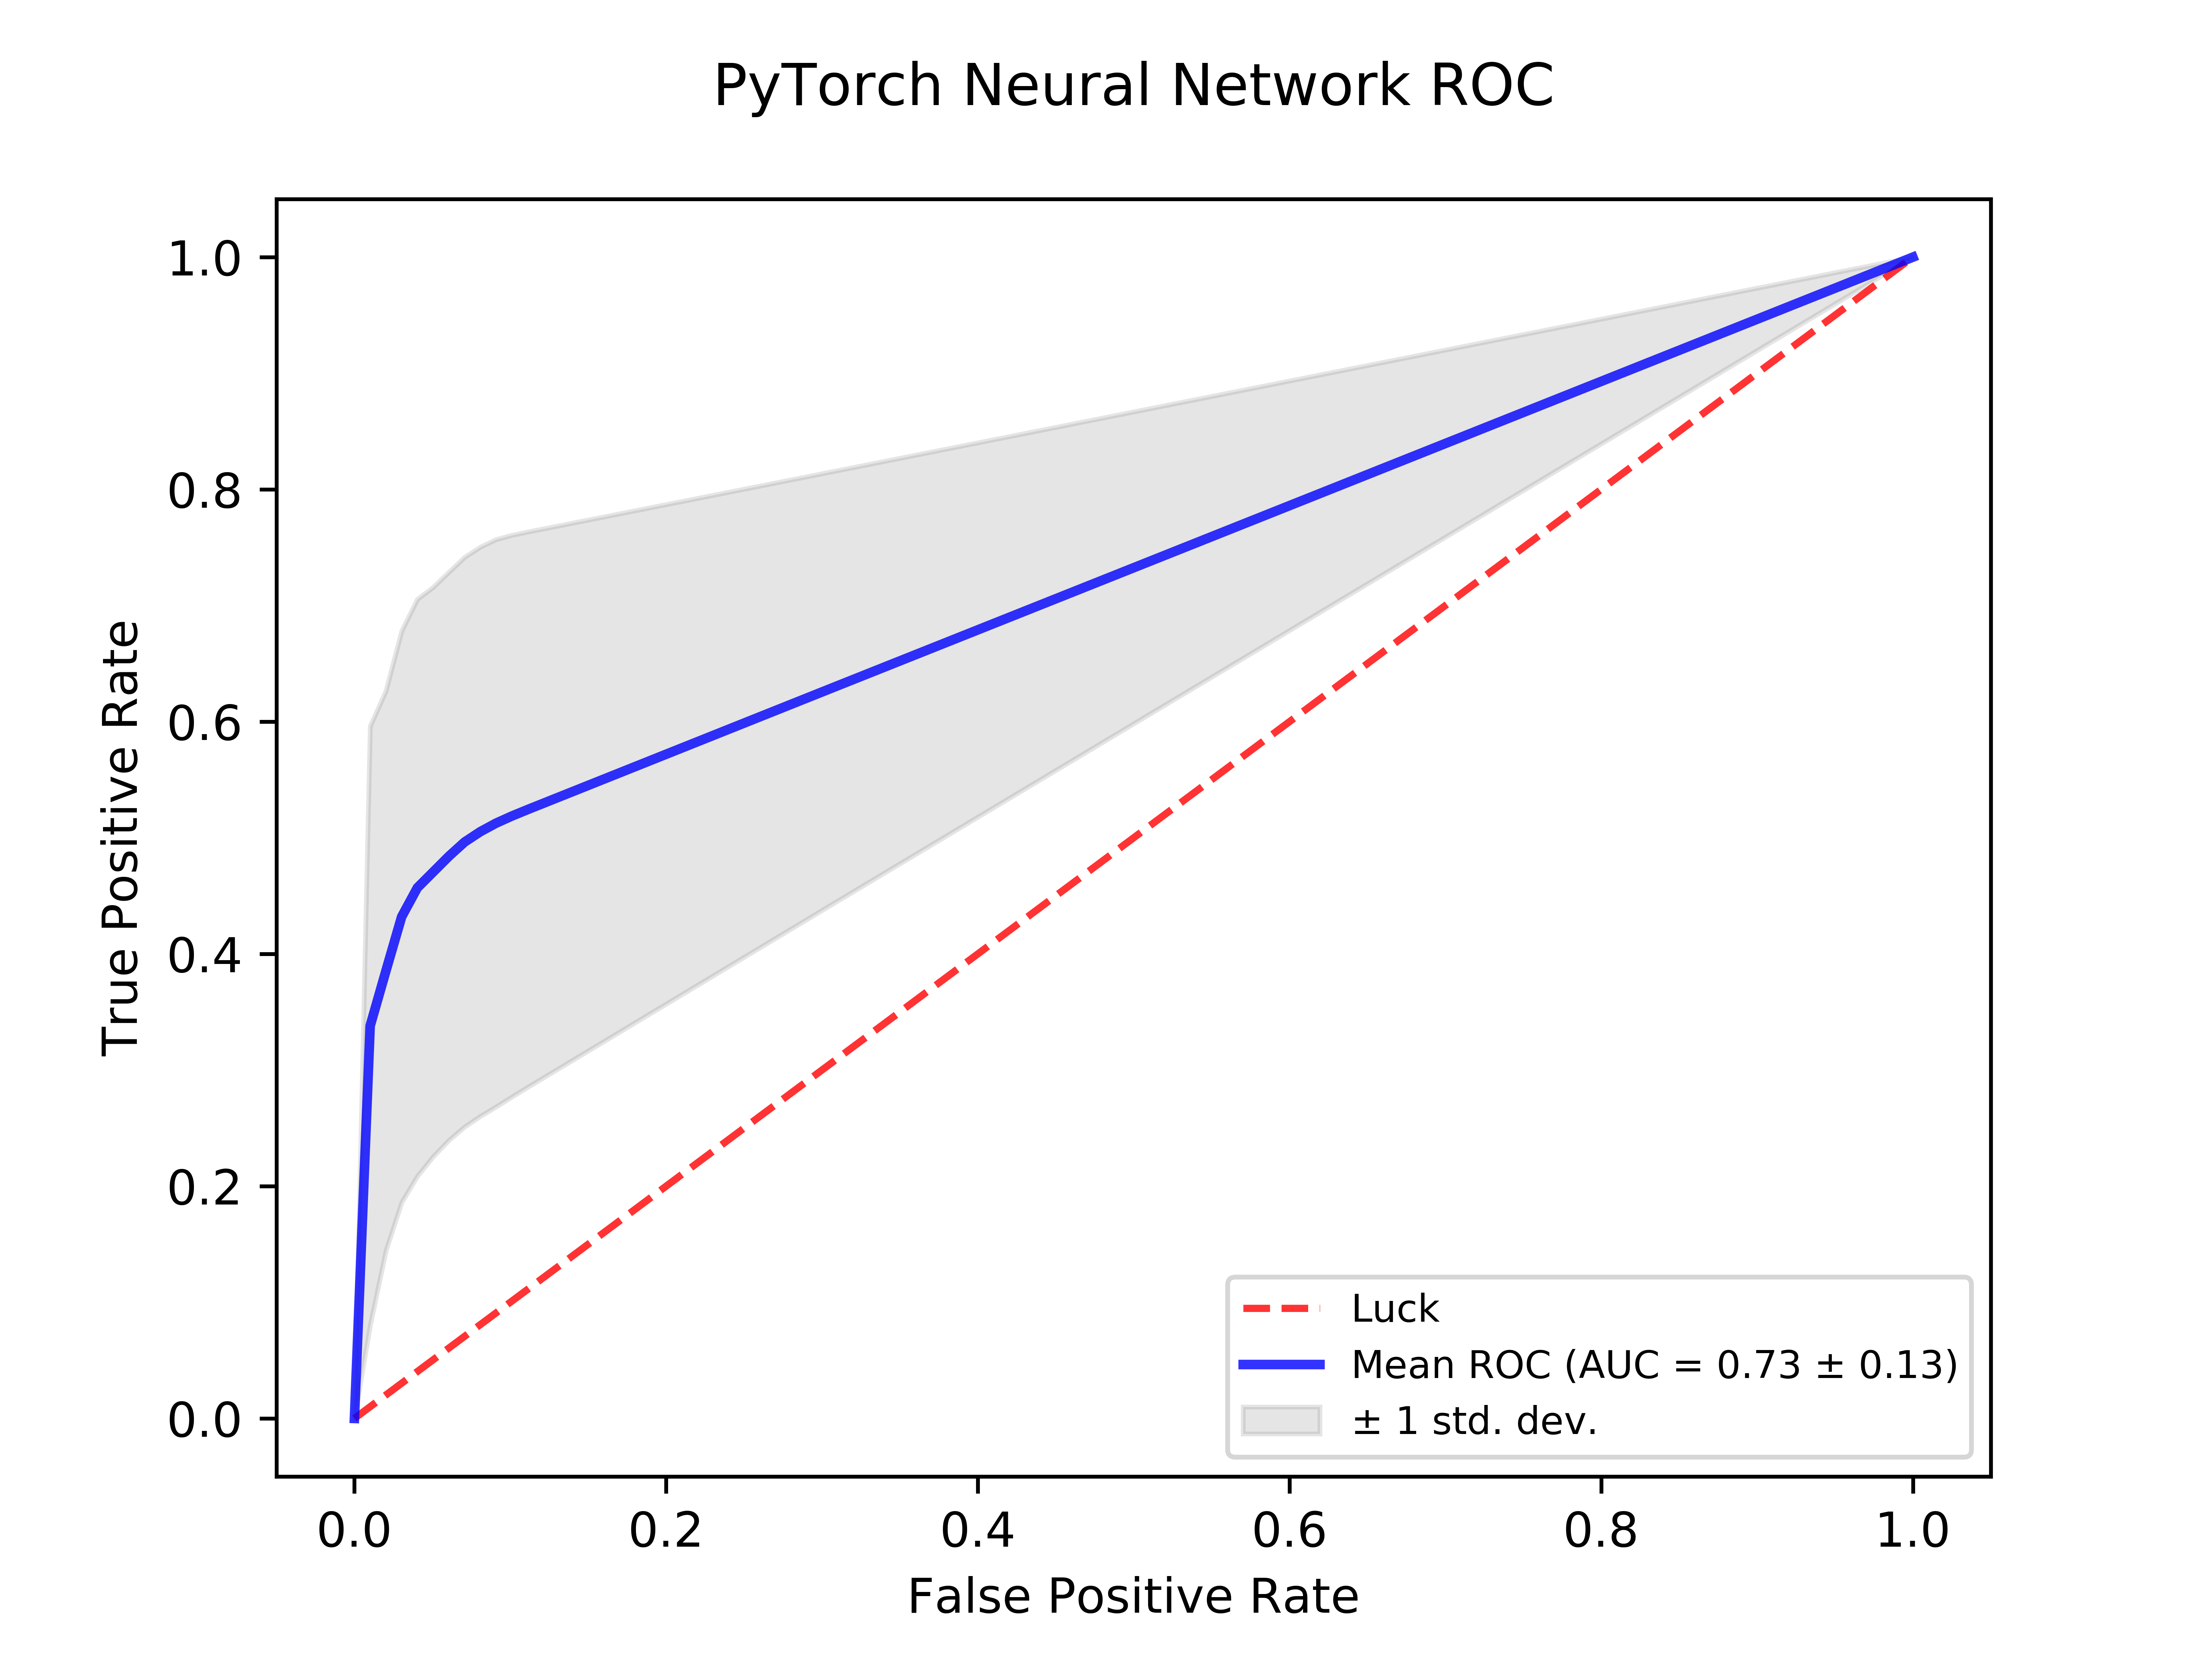 PyTorch Neural Network ROC
True Positive Rate
1.0
0.8
0.6
0.4
0.2
0.0
Luck
Mean ROC (AUC = 0.73 ± 0.13)
± 1 std. dev.
0.0 0.2 0.4 0.6 0.8 1.0
False Positive Rate